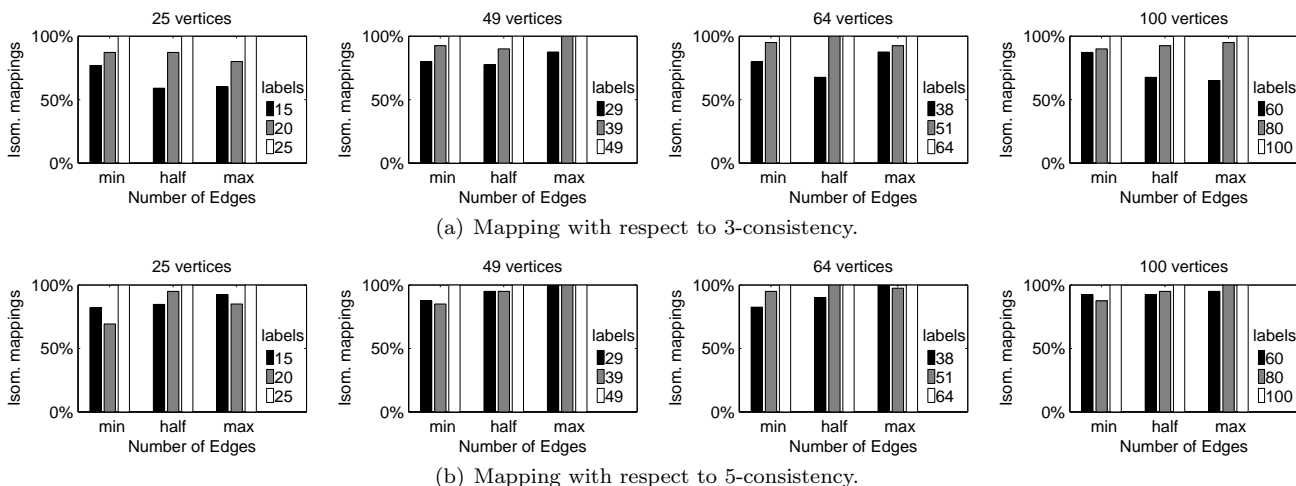 25 vertices
100%
50%
0%
Isom. mappings
labels
15
20
25
min half max
Number of Edges
49 vertices
100%
50%
0%
Isom. mappings
labels
29
39
49
min half max
Number of Edges
64 vertices
100%
50%
0%
Isom. mappings
labels
38
51
64
min half max
Number of Edges
100 vertices
100%
50%
0%
Isom. mappings
labels
60
80
100
min half max
Number of Edges
(a) Mapping with respect to 3-consistency.
25 vertices
100%
50%
0%
Isom. mappings
labels
15
20
25
min half max
Number of Edges
49 vertices
100%
50%
0%
Isom. mappings
labels
29
39
49
min half max
Number of Edges
64 vertices
100%
50%
0%
Isom. mappings
labels
38
51
64
min half max
Number of Edges
100 vertices
100%
50%
0%
Isom. mappings
labels
60
80
100
min half max
Number of Edges
(b) Mapping with respect to 5-consistency.